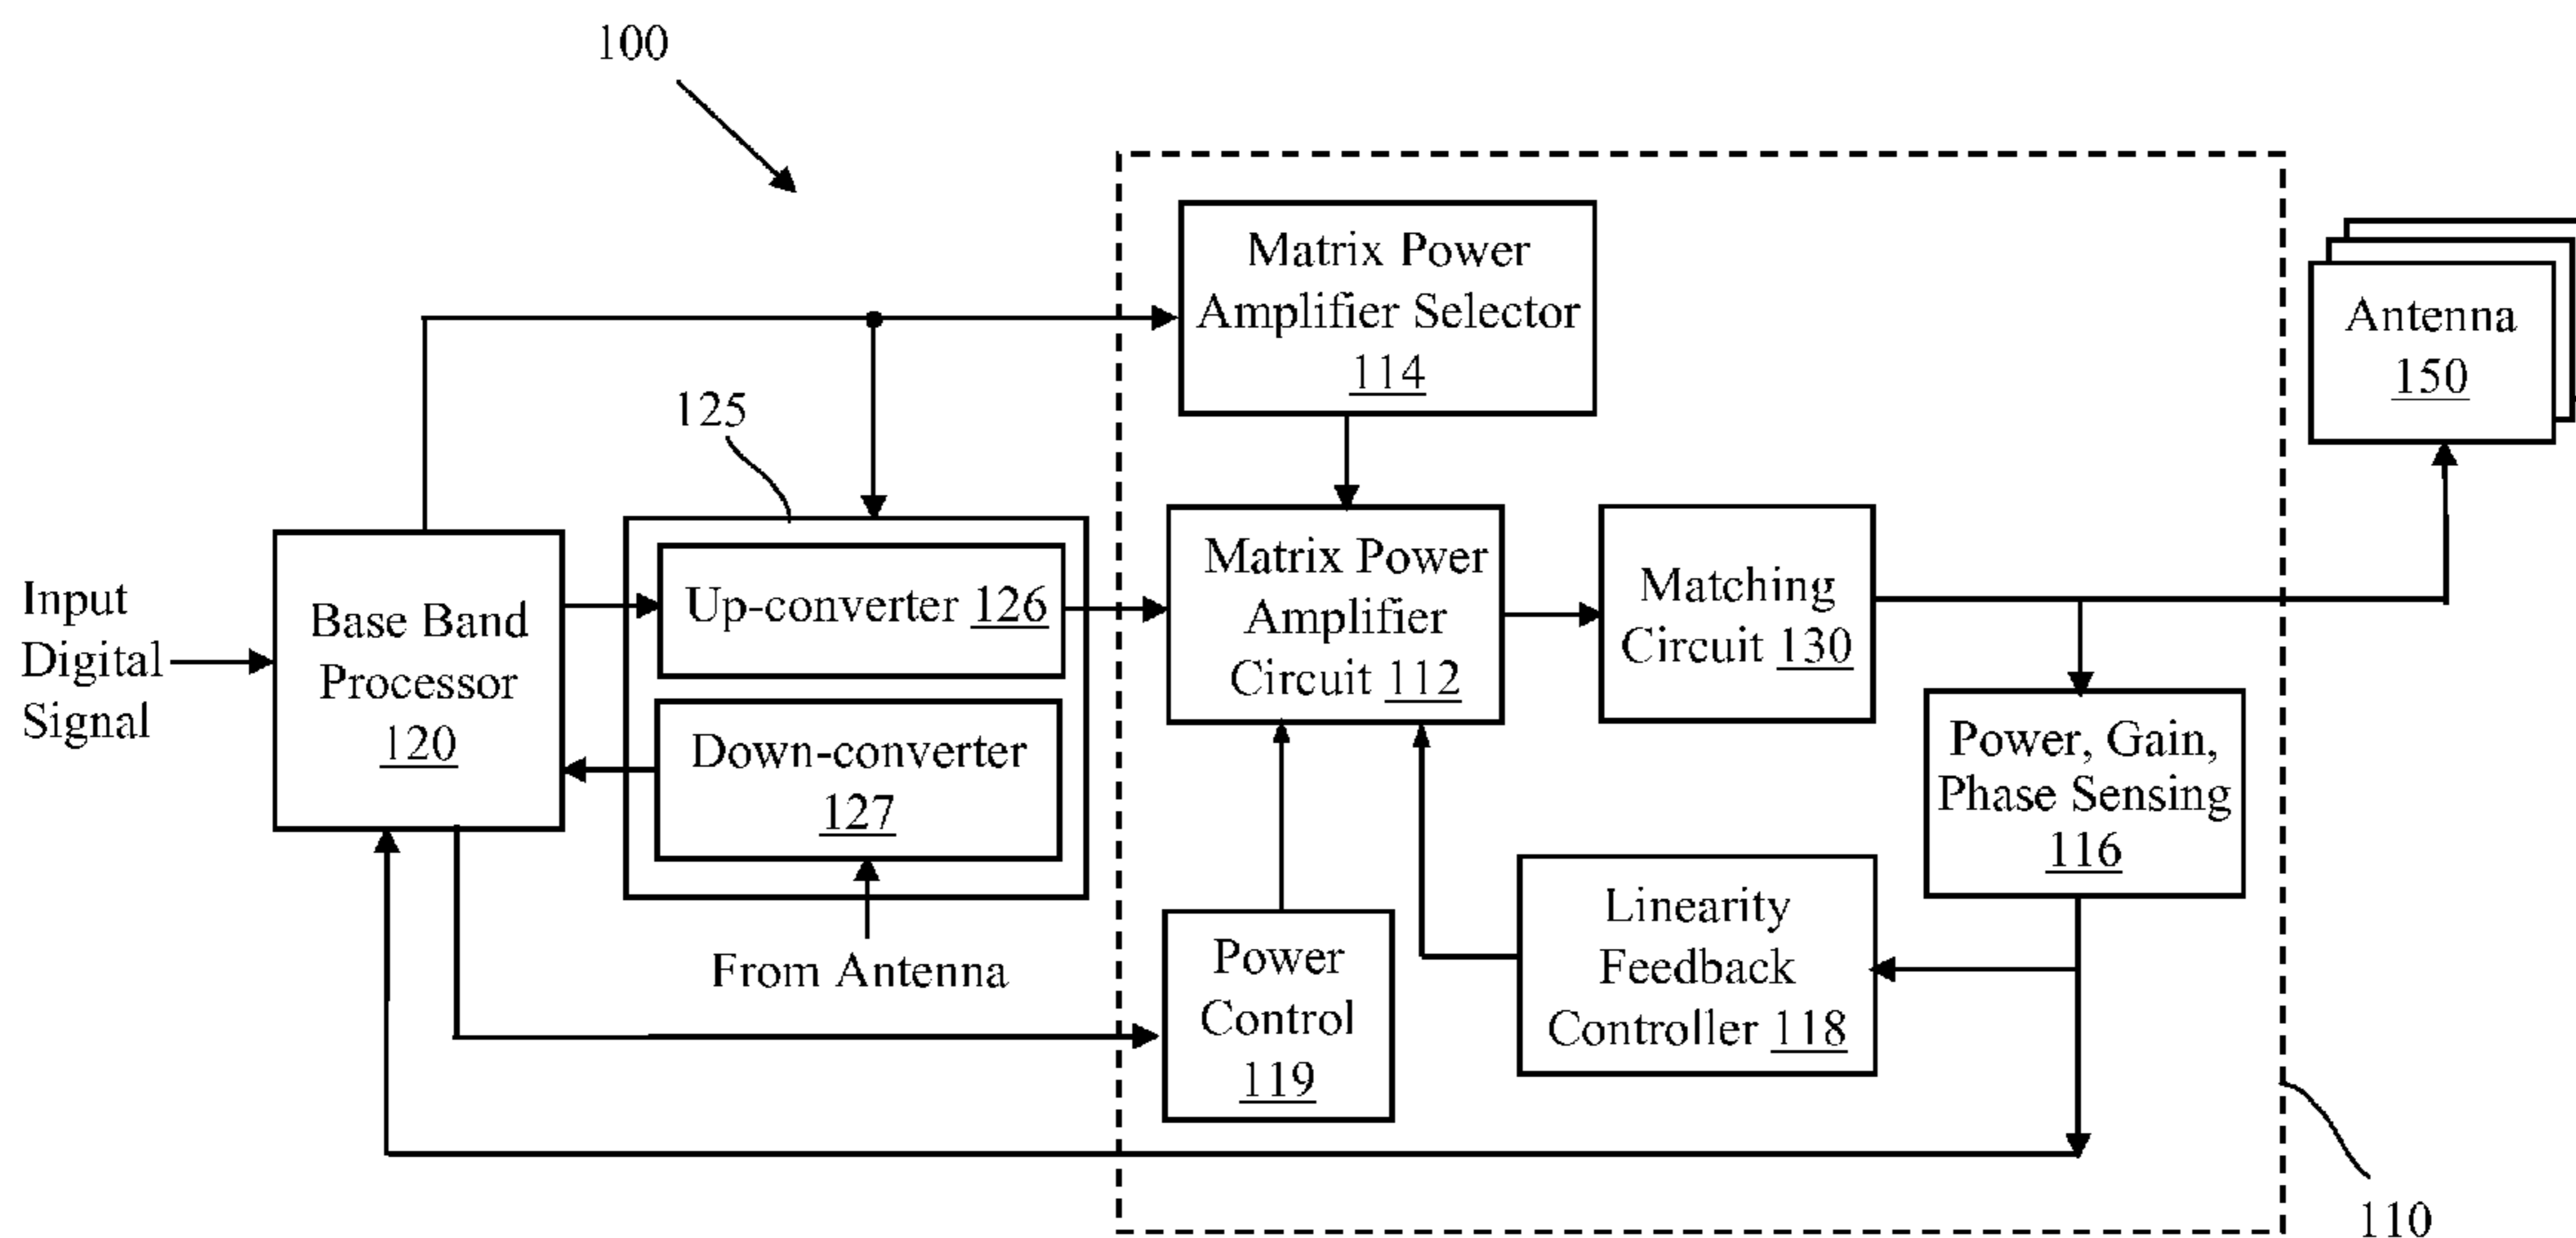 100
Matrix Power
Amplifier Selector
114
Antenna
150
125
Input
Digital
Signal
Base Band
Processor
120
Up-converter 126
Down-converter
127
From Antenna
Matrix Power
Amplifier
Circuit 112
Matching
Circuit 130
Power, Gain,
Phase Sensing
116
Linearity
Feedback
Controller 118
Power
Control
119
110